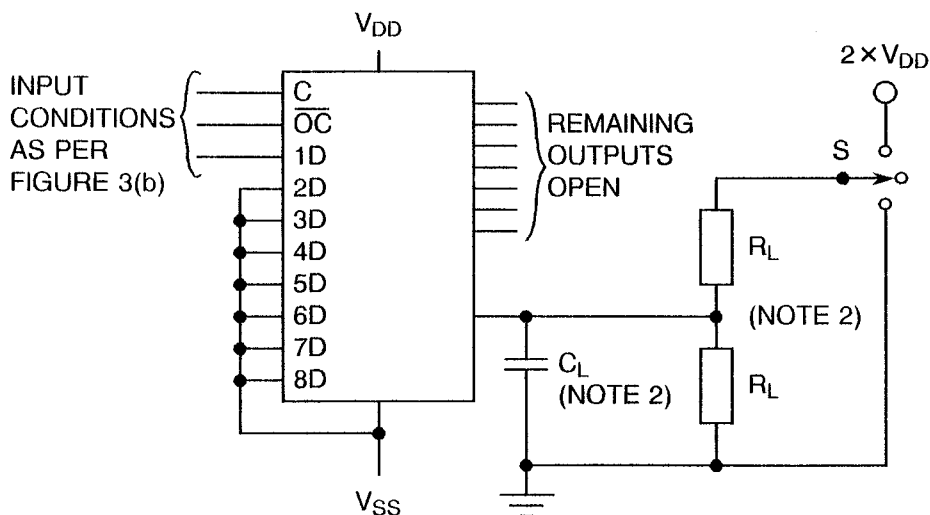 V_DD
2 × V_DD
INPUT
CONDITIONS
AS PER
FIGURE 3(b)
C
O̅C̅
1D
2D
3D
4D
5D
6D
7D
8D
REMAINING
OUTPUTS
OPEN
S
R_L
(NOTE 2)
C_L
(NOTE 2)
R_L
V_SS